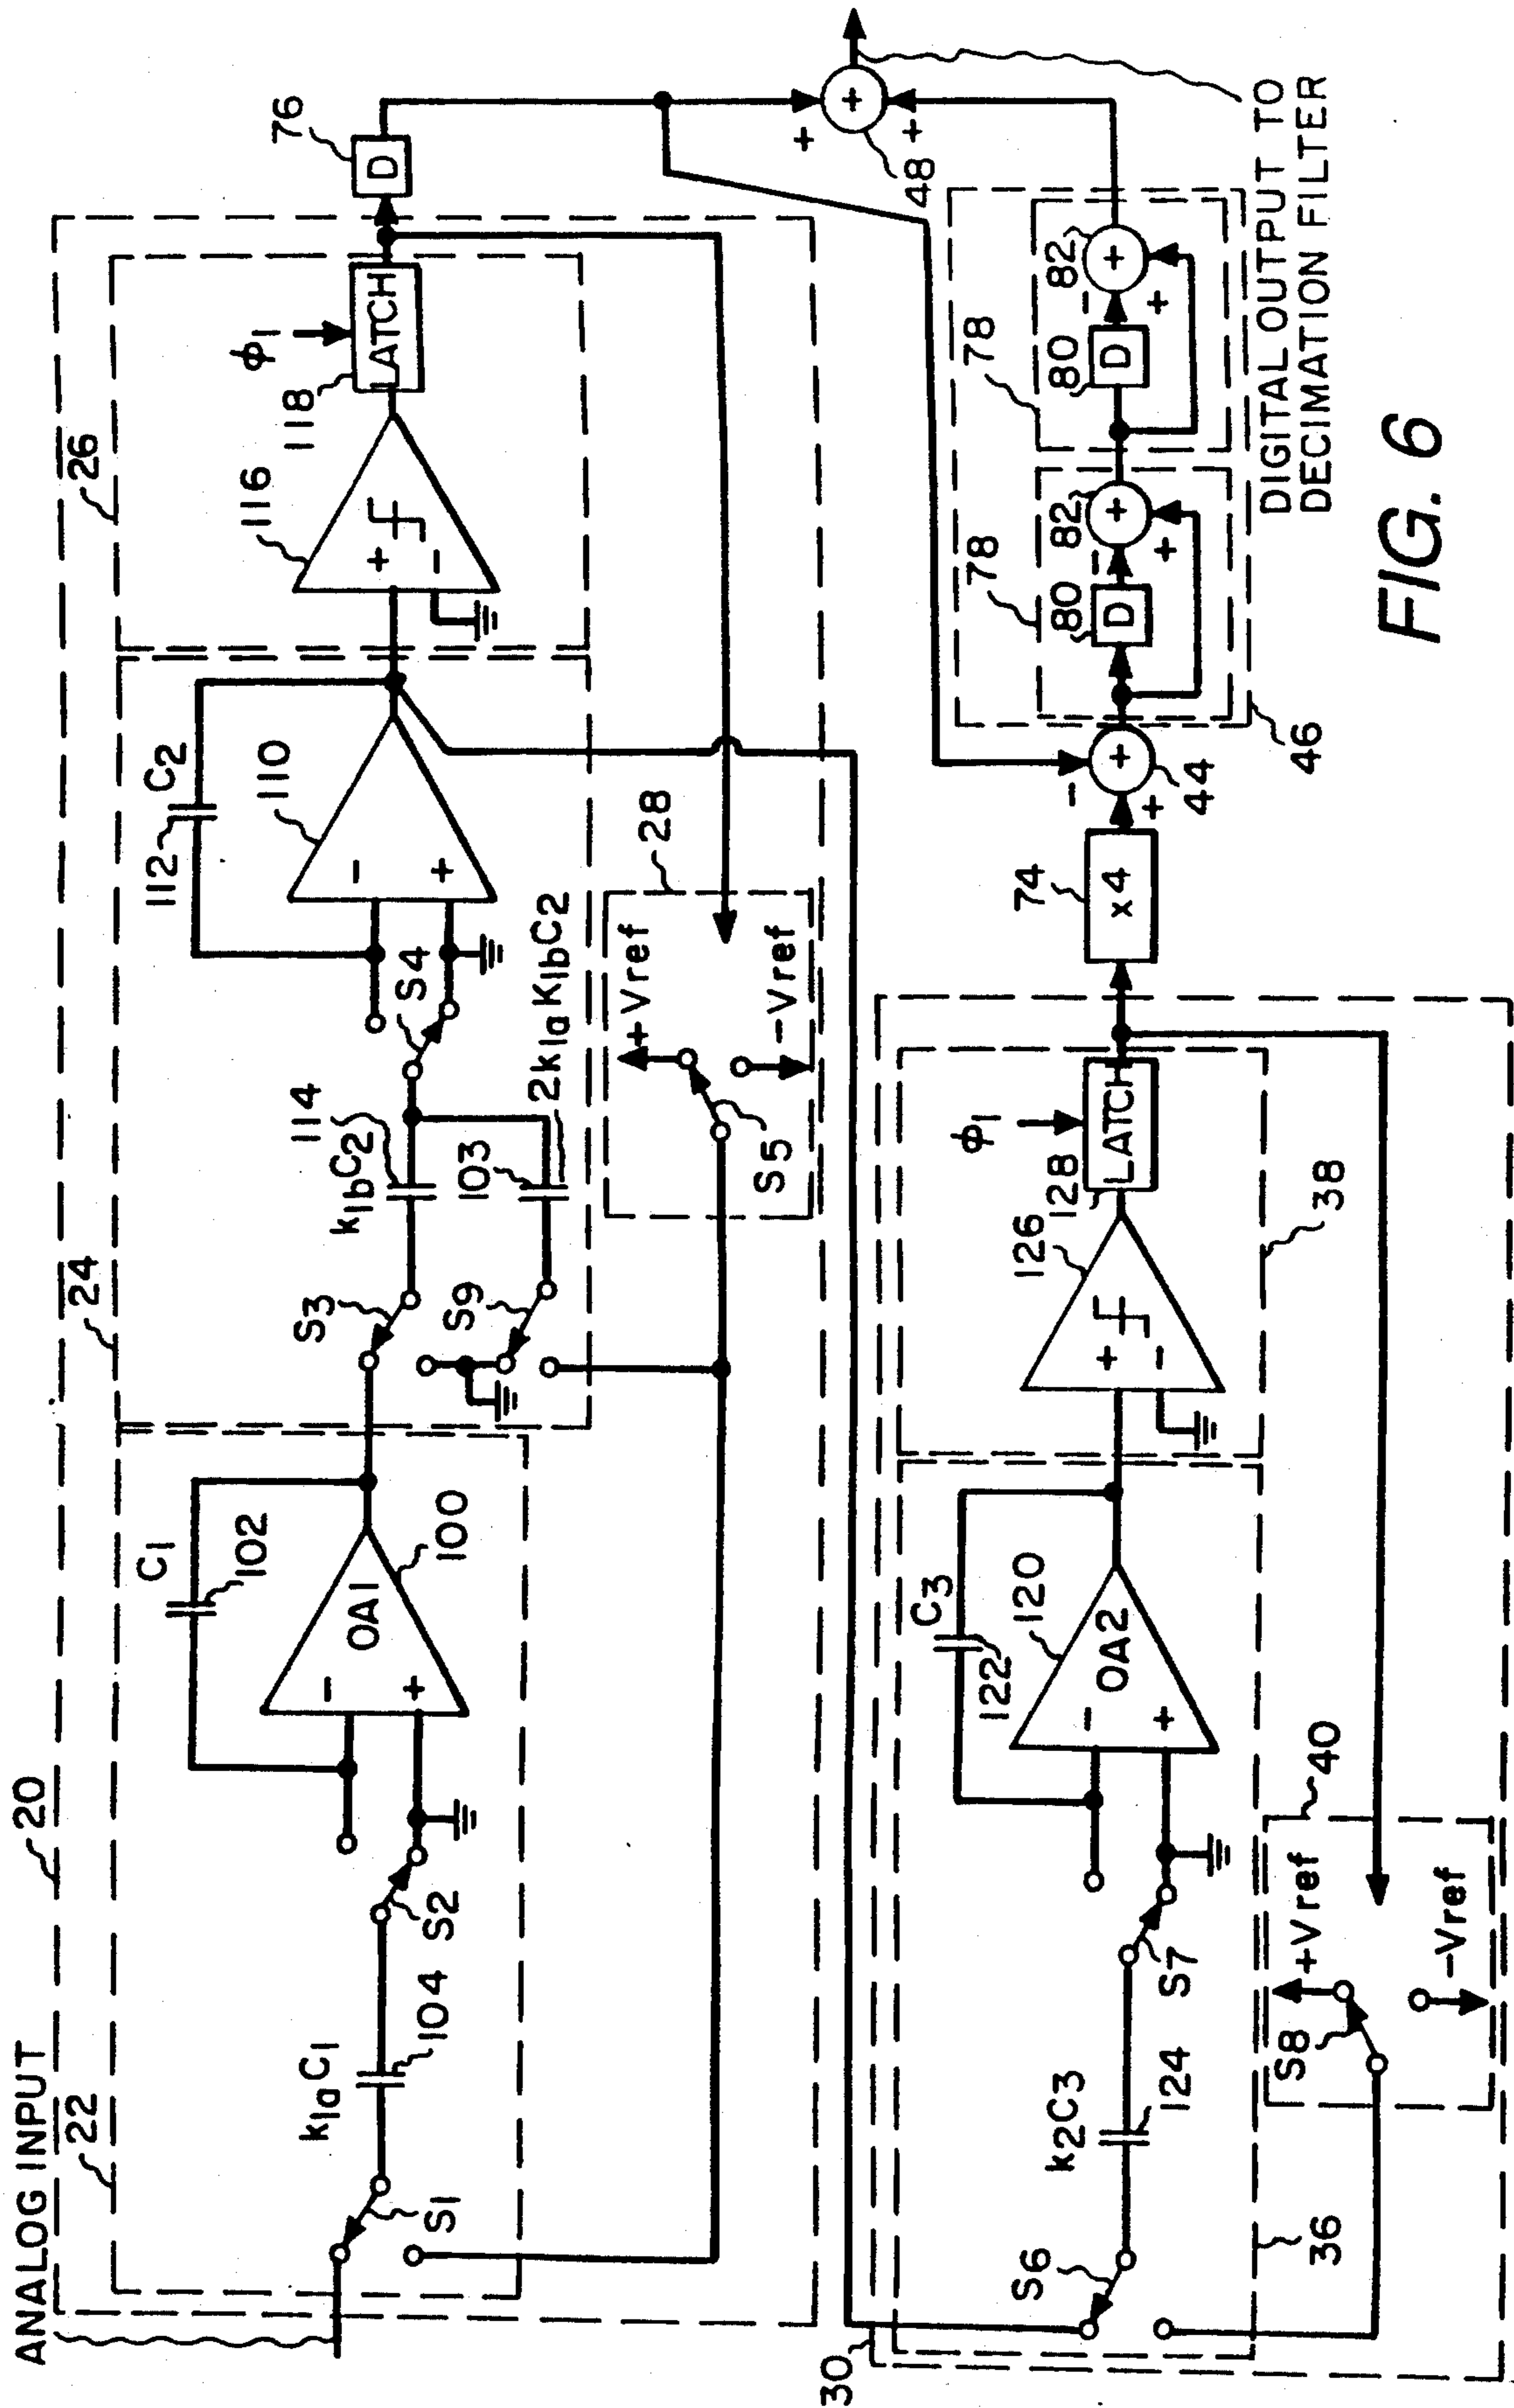 ANALOG INPUT
20
22
24
26
C1
102
OA1
-
+
100
k1aC1
104
S1
S2
S3
S9
k1bC2
114
103
2k1aK1bC2
S4
112
C2
110
-
+
116
+
-
118
LATCH
φ1
76
D
28
+Vref
-Vref
S5
+
+
+
48
30
36
S6
k2C3
124
S7
C3
122
OA2
120
-
+
126
+
-
128
LATCH
φ1
38
40
+Vref
-Vref
S8
74
x4
-
+
+
44
46
78
80
D
-
82
+
+
78
80
D
-
82
+
+
DIGITAL OUTPUT TO
DECIMATION FILTER
FIG. 6